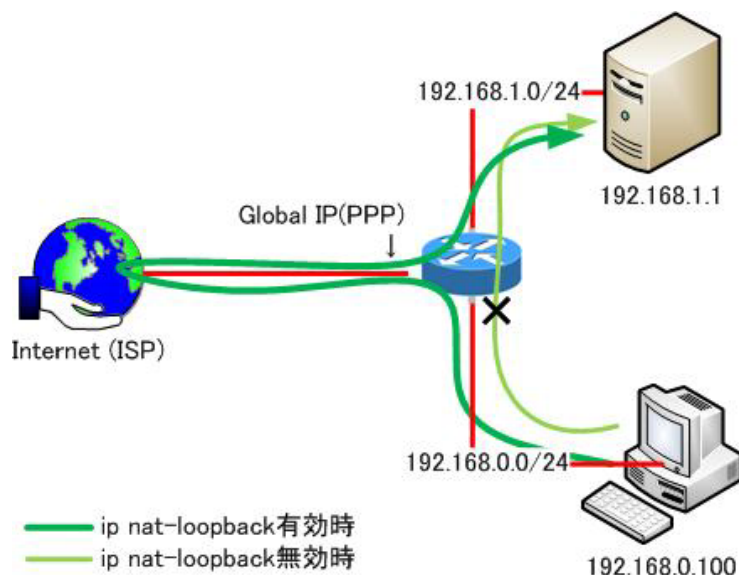 192.168.1.0/24
192.168.1.1
Global IP(PPP)
↓
Internet (ISP)
192.168.0.0/24
ip nat-loopback有効時
ip nat-loopback無効時
192.168.0.100